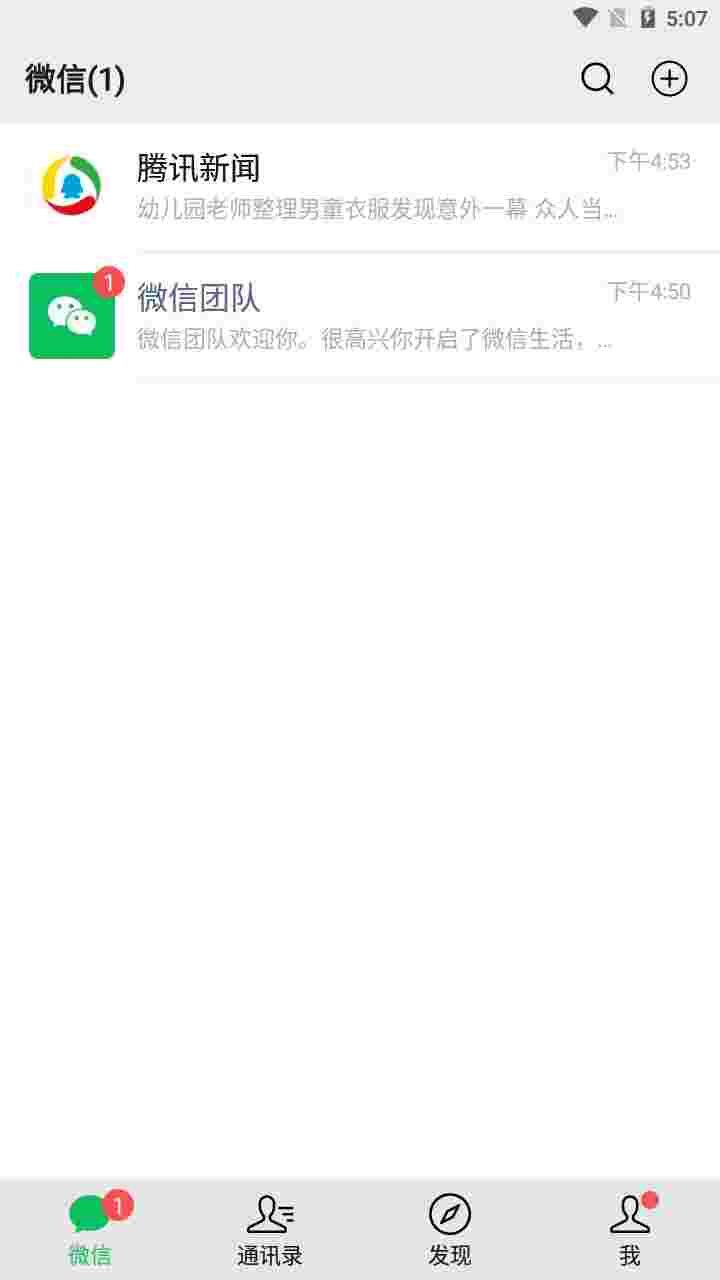 5:07
微信(1)
腾讯新闻
下午4:53
幼儿园老师整理男童衣服发现意外一幕 众人当...
1
微信团队
下午4:50
微信团队欢迎你。很高兴你开启了微信生活，...
1
微信
通讯录
发现
我